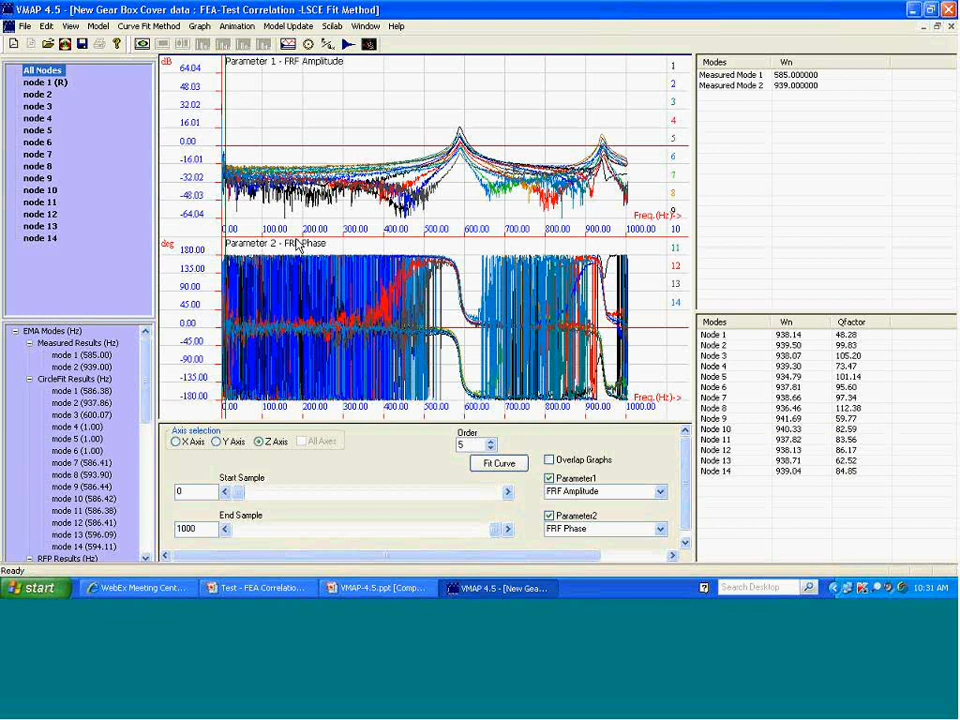 VMAP 4.5 - [New Gear Box Cover data : FEA-Test Correlation -LSCE Fit Method]
File Edit View Model Curve Fit Method Graph Animation Model Update Scilab Window Help
All Nodes
node 1 (R)
node 2
node 3
node 4
node 5
node 6
node 7
node 8
node 9
node 10
node 11
node 12
node 13
node 14
EMA Modes (Hz)
Measured Results (Hz)
mode 1 (585.00)
mode 2 (939.00)
CircleFit Results (Hz)
mode 1 (586.38)
mode 2 (937.86)
mode 3 (600.07)
mode 4 (1.00)
mode 5 (1.00)
mode 6 (1.00)
mode 7 (586.41)
mode 8 (593.90)
mode 9 (586.44)
mode 10 (586.42)
mode 11 (586.38)
mode 12 (586.41)
mode 13 (596.09)
mode 14 (594.11)
RFP Results (Hz)
dB Parameter 1 - FRF Amplitude
64.04
48.03
32.02
16.01
0.00
-16.01
-32.02
-48.03
-64.04
Freq.(Hz)->
0.00 100.00 200.00 300.00 400.00 500.00 600.00 700.00 800.00 900.00 1000.00
1
2
3
4
5
6
7
8
9
10
11
12
13
14
deg Parameter 2 - FRF Phase
180.00
135.00
90.00
45.00
0.00
-45.00
-90.00
-135.00
-180.00
Freq.(Hz)->
0.00 100.00 200.00 300.00 400.00 500.00 600.00 700.00 800.00 900.00 1000.00
Axis selection
X Axis Y Axis Z Axis All Axes
Order
5
Fit Curve
Start Sample
0
End Sample
1000
Overlap Graphs
Parameter1
FRF Amplitude
Parameter2
FRF Phase
Modes Wn
Measured Mode 1 585.000000
Measured Mode 2 939.000000
Modes Wn Qfactor
Node 1 938.14 48.28
Node 2 939.50 99.83
Node 3 938.07 105.20
Node 4 939.30 73.47
Node 5 934.79 101.14
Node 6 937.81 95.60
Node 7 938.66 97.34
Node 8 936.46 112.38
Node 9 941.69 59.77
Node 10 940.33 82.59
Node 11 937.82 83.56
Node 12 938.13 86.17
Node 13 938.71 62.52
Node 14 939.04 84.85
Ready
start WebEx Meeting Cent... Test - FEA Correlatio... VMAP-4.5.ppt [Comp... VMAP 4.5 - [New Gea... Search Desktop 10:31 AM